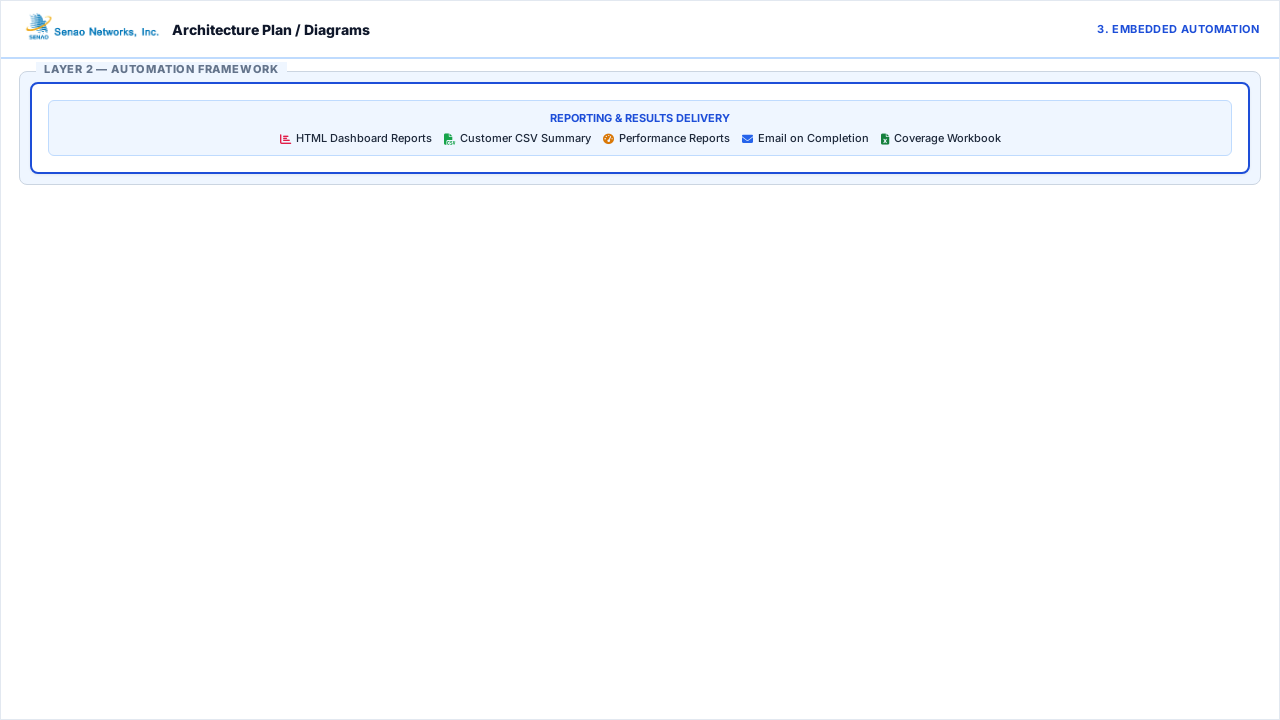 SENAO
Senao Networks, Inc.
Architecture Plan / Diagrams
3. EMBEDDED AUTOMATION
LAYER 2 — AUTOMATION FRAMEWORK
REPORTING & RESULTS DELIVERY
HTML Dashboard Reports
Customer CSV Summary
Performance Reports
Email on Completion
Coverage Workbook